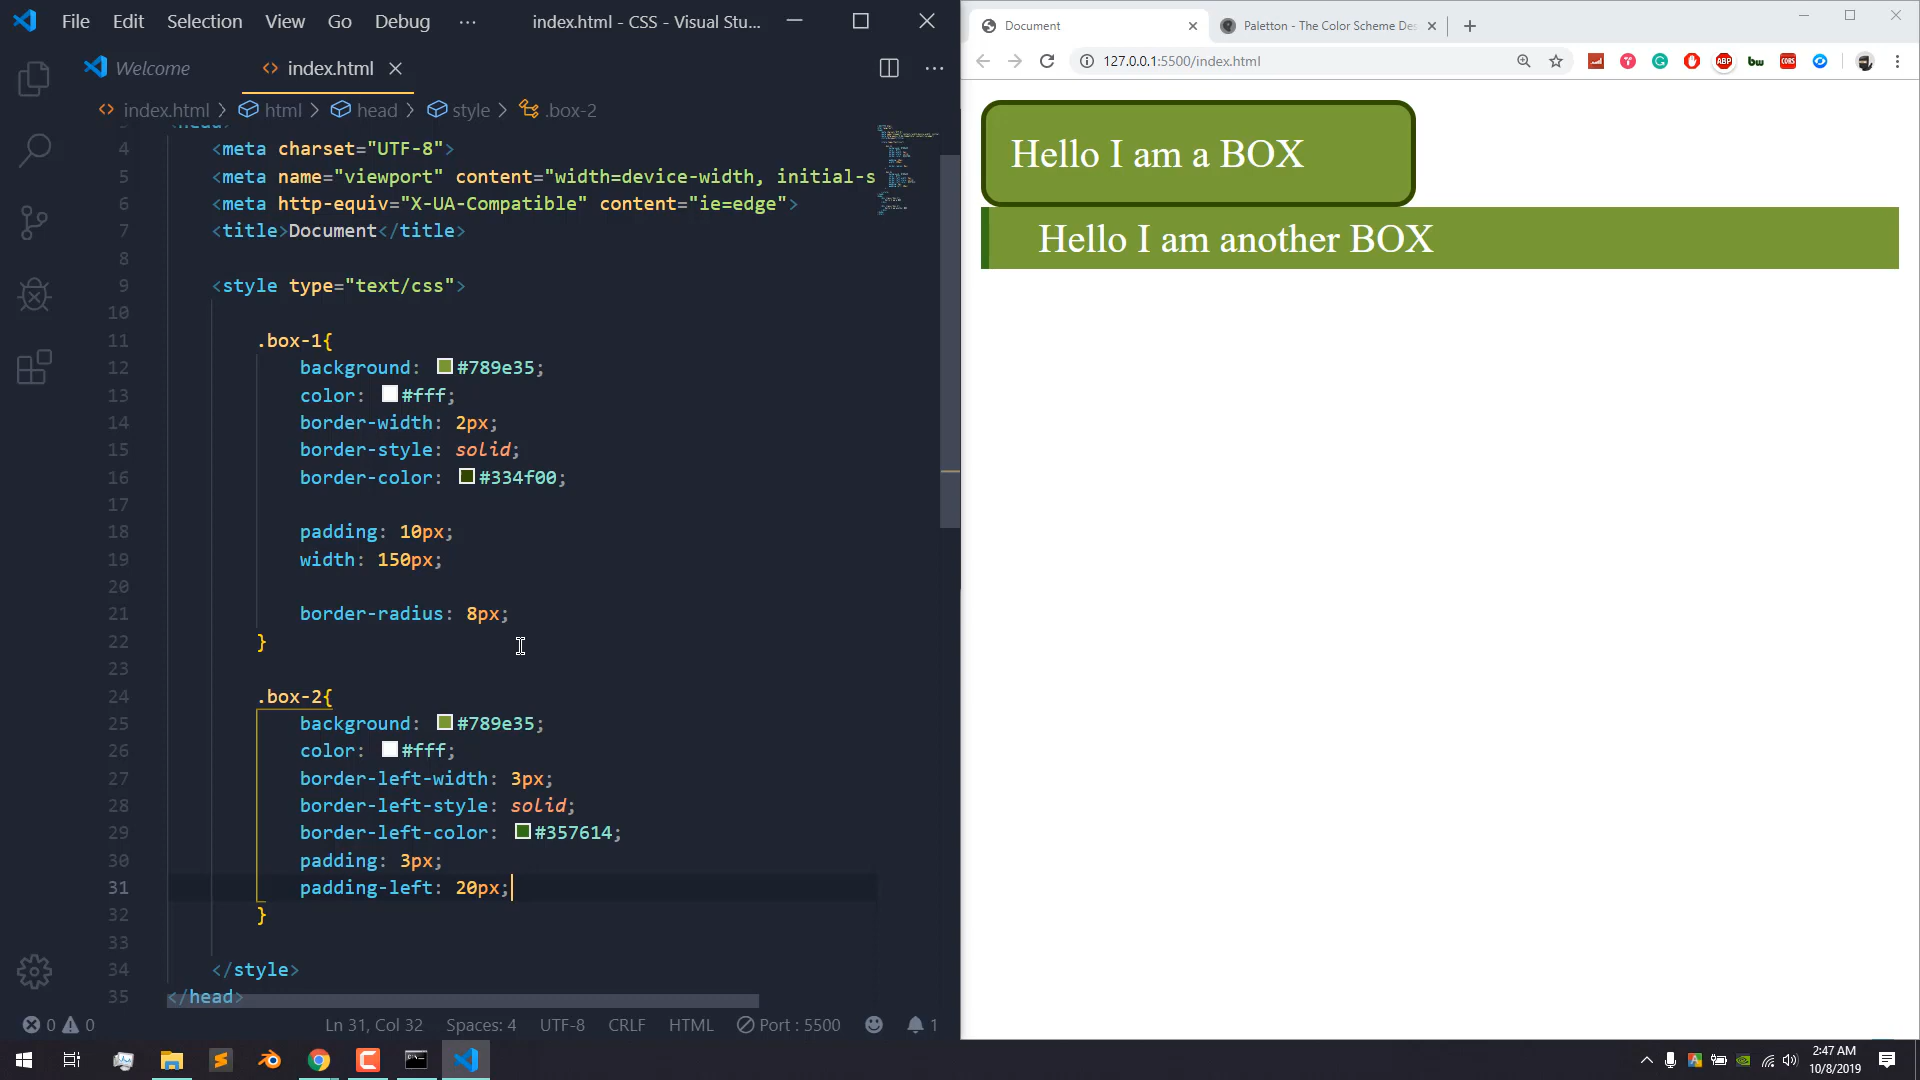 File Edit Selection View Go Debug ··· index.html - CSS - Visual Stu...
Welcome index.html
index.html > html > head > style > .box-2
4 <meta charset="UTF-8">
5 <meta name="viewport" content="width=device-width, initial-s
6 <meta http-equiv="X-UA-Compatible" content="ie=edge">
7 <title>Document</title>
8
9 <style type="text/css">
10
11 .box-1{
12 background: #789e35;
13 color: #fff;
14 border-width: 2px;
15 border-style: solid;
16 border-color: #334f00;
17
18 padding: 10px;
19 width: 150px;
20
21 border-radius: 8px;
22 }
23
24 .box-2{
25 background: #789e35;
26 color: #fff;
27 border-left-width: 3px;
28 border-left-style: solid;
29 border-left-color: #357614;
30 padding: 3px;
31 padding-left: 20px;
32 }
33
34 </style>
35 </head>
0 0 Ln 31, Col 32 Spaces: 4 UTF-8 CRLF HTML Port : 5500 1
Document Paletton - The Color Scheme Des
127.0.0.1:5500/index.html ABP bw CORS
Hello I am a BOX
Hello I am another BOX
2:47 AM
10/8/2019